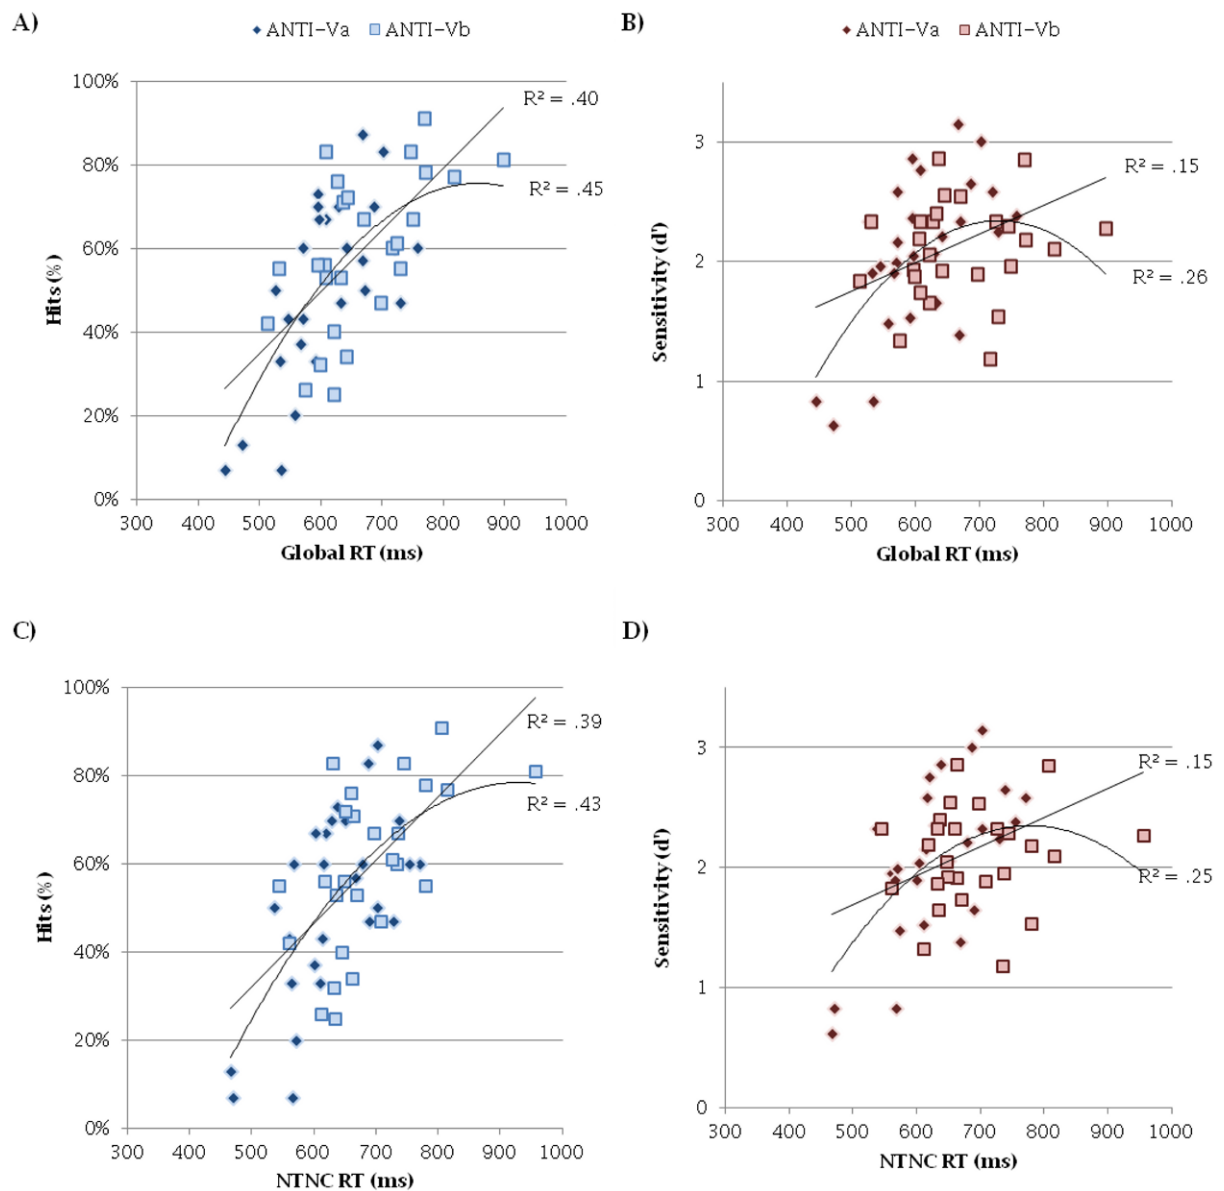 A)
ANTI-Va ANTI-Vb
100%
80%
60%
40%
20%
0%
Hits (%)
R² = .40
R² = .45
300 400 500 600 700 800 900 1000
Global RT (ms)
B)
ANTI-Va ANTI-Vb
3
2
1
0
Sensitivity (d')
R² = .15
R² = .26
300 400 500 600 700 800 900 1000
Global RT (ms)
C)
100%
80%
60%
40%
20%
0%
Hits (%)
R² = .39
R² = .43
300 400 500 600 700 800 900 1000
NTNC RT (ms)
D)
3
2
1
0
Sensitivity (d')
R² = .15
R² = .25
300 400 500 600 700 800 900 1000
NTNC RT (ms)